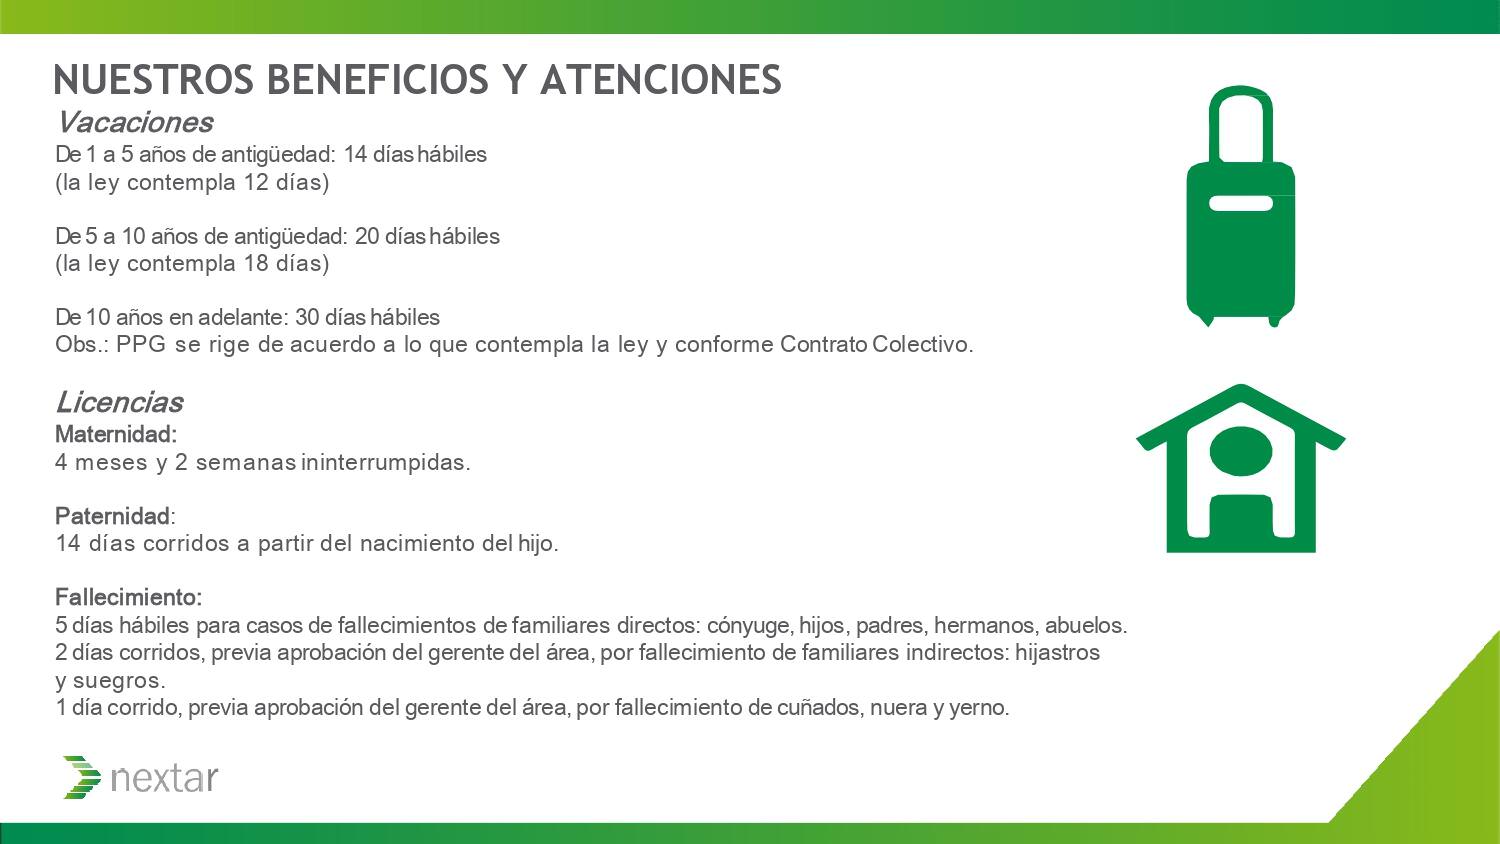 NUESTROS BENEFICIOS Y ATENCIONES
Vacaciones
De 1 a 5 años de antigüedad: 14 días hábiles
(la ley contempla 12 días)
De 5 a 10 años de antigüedad: 20 días hábiles
(la ley contempla 18 días)
De 10 años en adelante: 30 días hábiles
Obs.: PPG se rige de acuerdo a lo que contempla la ley y conforme Contrato Colectivo.
Licencias
Maternidad:
4 meses y 2 semanas ininterrumpidas.
Paternidad:
14 días corridos a partir del nacimiento del hijo.
Fallecimiento:
5 días hábiles para casos de fallecimientos de familiares directos: cónyuge, hijos, padres, hermanos, abuelos.
2 días corridos, previa aprobación del gerente del área, por fallecimiento de familiares indirectos: hijastros
y suegros.
1 día corrido, previa aprobación del gerente del área, por fallecimiento de cuñados, nuera y yerno.
nextar